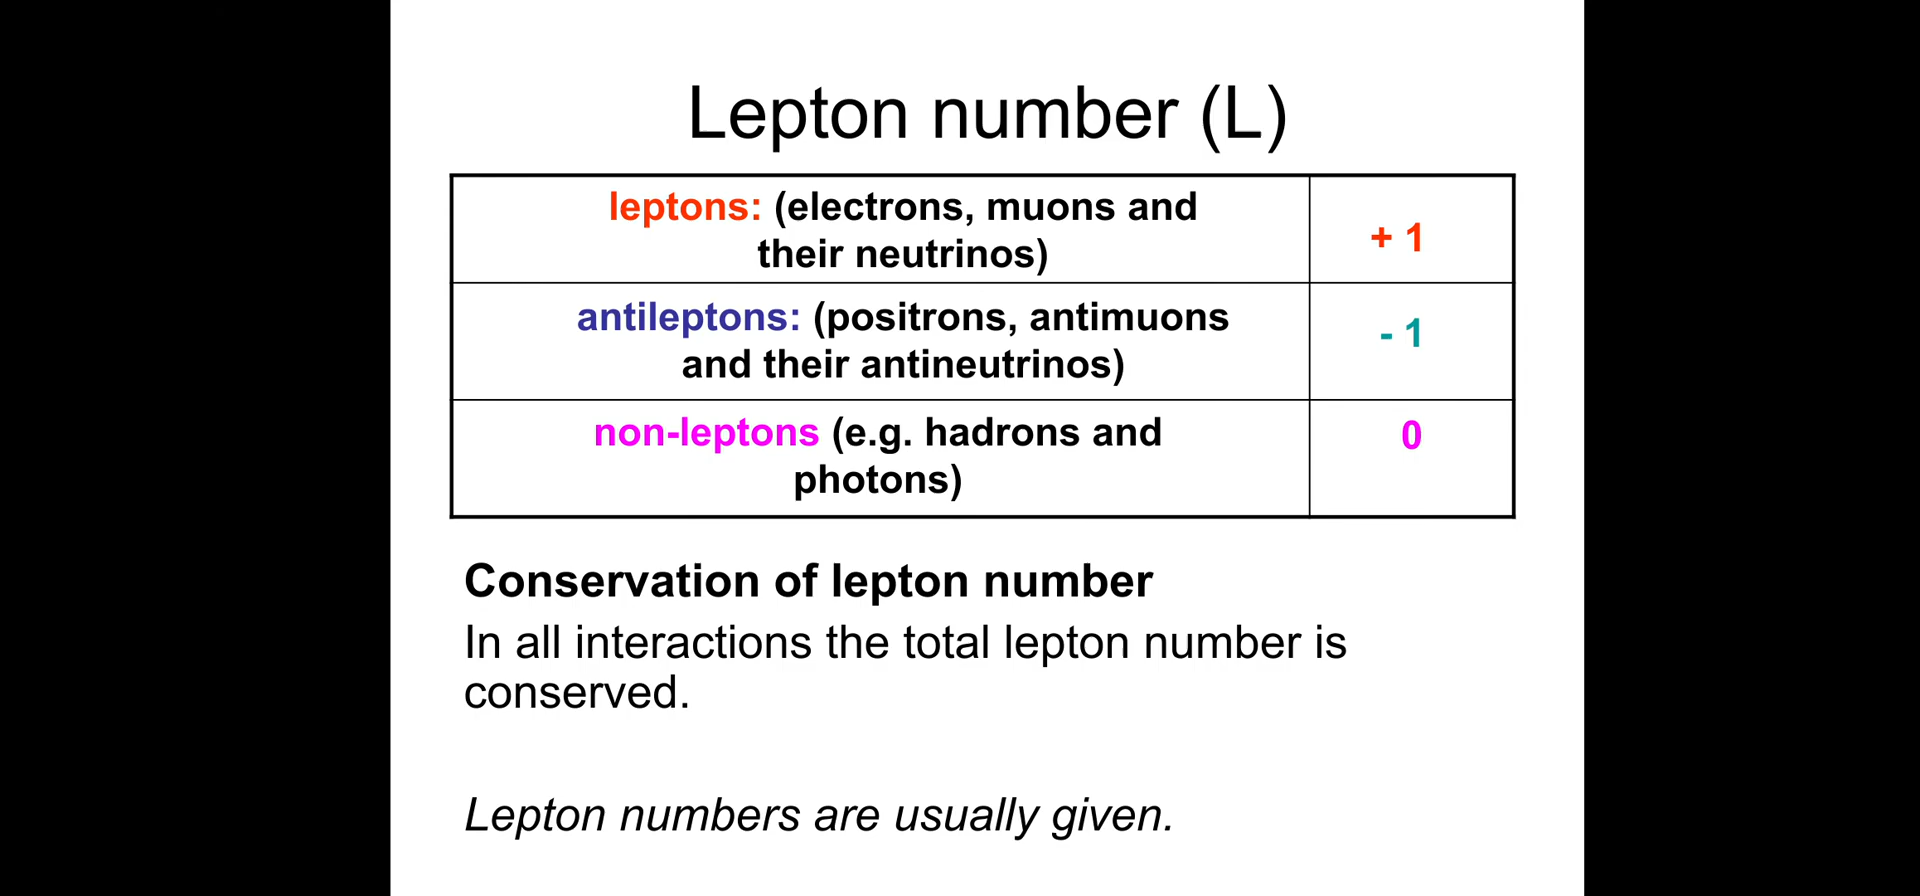 Lepton number (L)
leptons: (electrons, muons and
their neutrinos)
+ 1
antileptons: (positrons, antimuons
and their antineutrinos)
- 1
non-leptons (e.g. hadrons and
photons)
0
Conservation of lepton number
In all interactions the total lepton number is
conserved.
Lepton numbers are usually given.